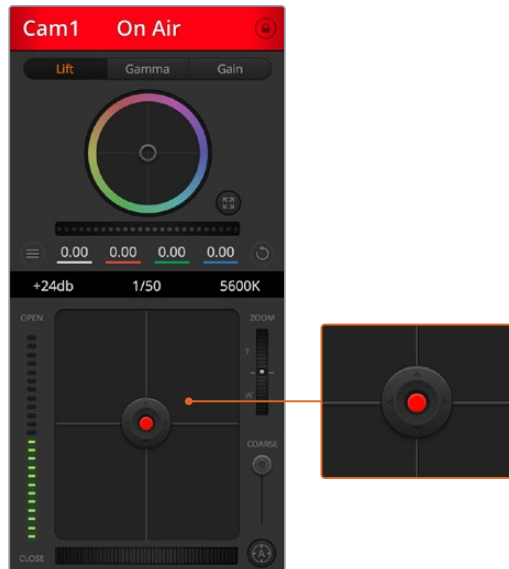 Cam1 On Air
Lift Gamma Gain
0.00 0.00 0.00 0.00
+24db 1/50 5600K
OPEN ZOOM
T
W
COARSE
CLOSE A